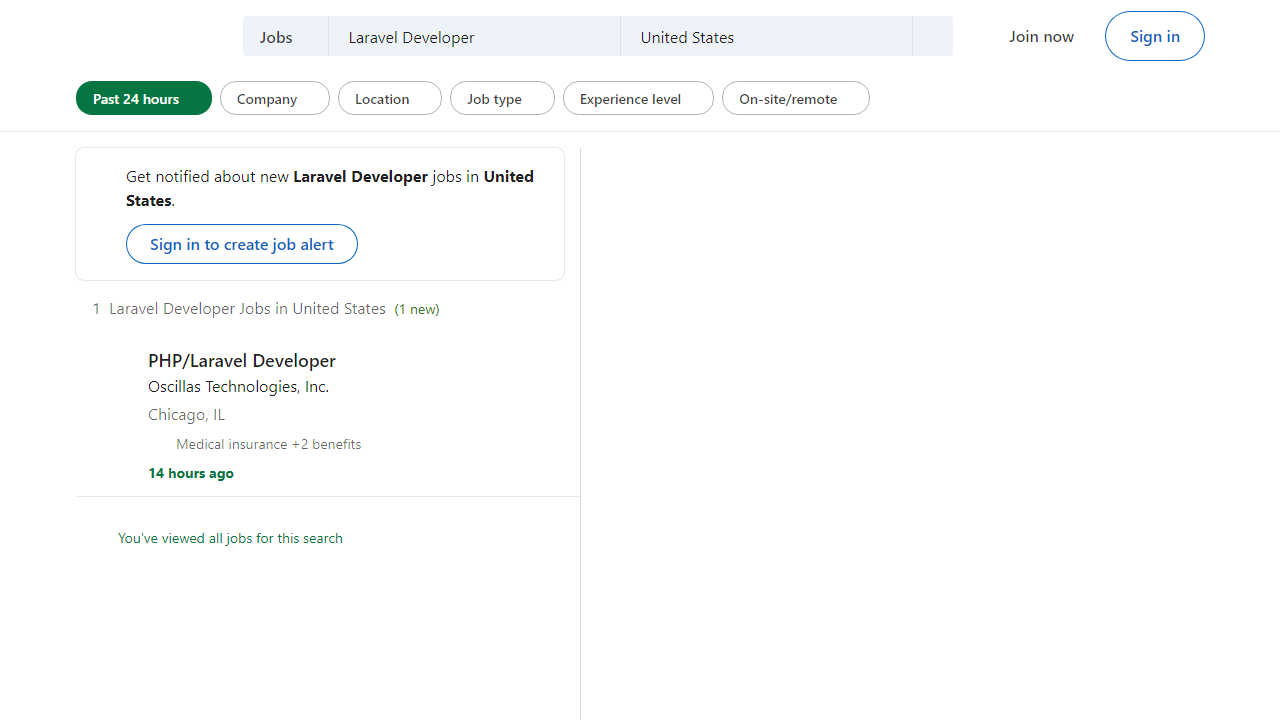 Jobs
Laravel Developer
United States
Join now
Sign in
Past 24 hours
Company
Location
Job type
Experience level
On-site/remote
Get notified about new Laravel Developer jobs in United
States.
Sign in to create job alert
1 Laravel Developer Jobs in United States (1 new)
PHP/Laravel Developer
Oscillas Technologies, Inc.
Chicago, IL
Medical insurance +2 benefits
14 hours ago
You've viewed all jobs for this search